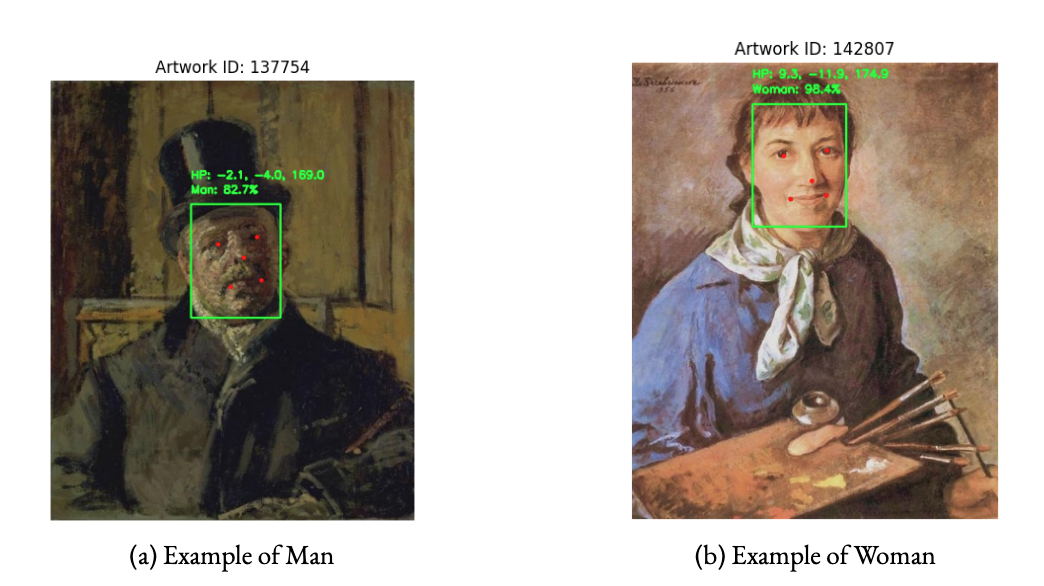 Artwork ID: 137754
HP: -2.1, -4.0, 169.0
Man: 82.7%
(a) Example of Man
Artwork ID: 142807
HP: 9.3, -11.9, 174.9
Woman: 98.4%
(b) Example of Woman